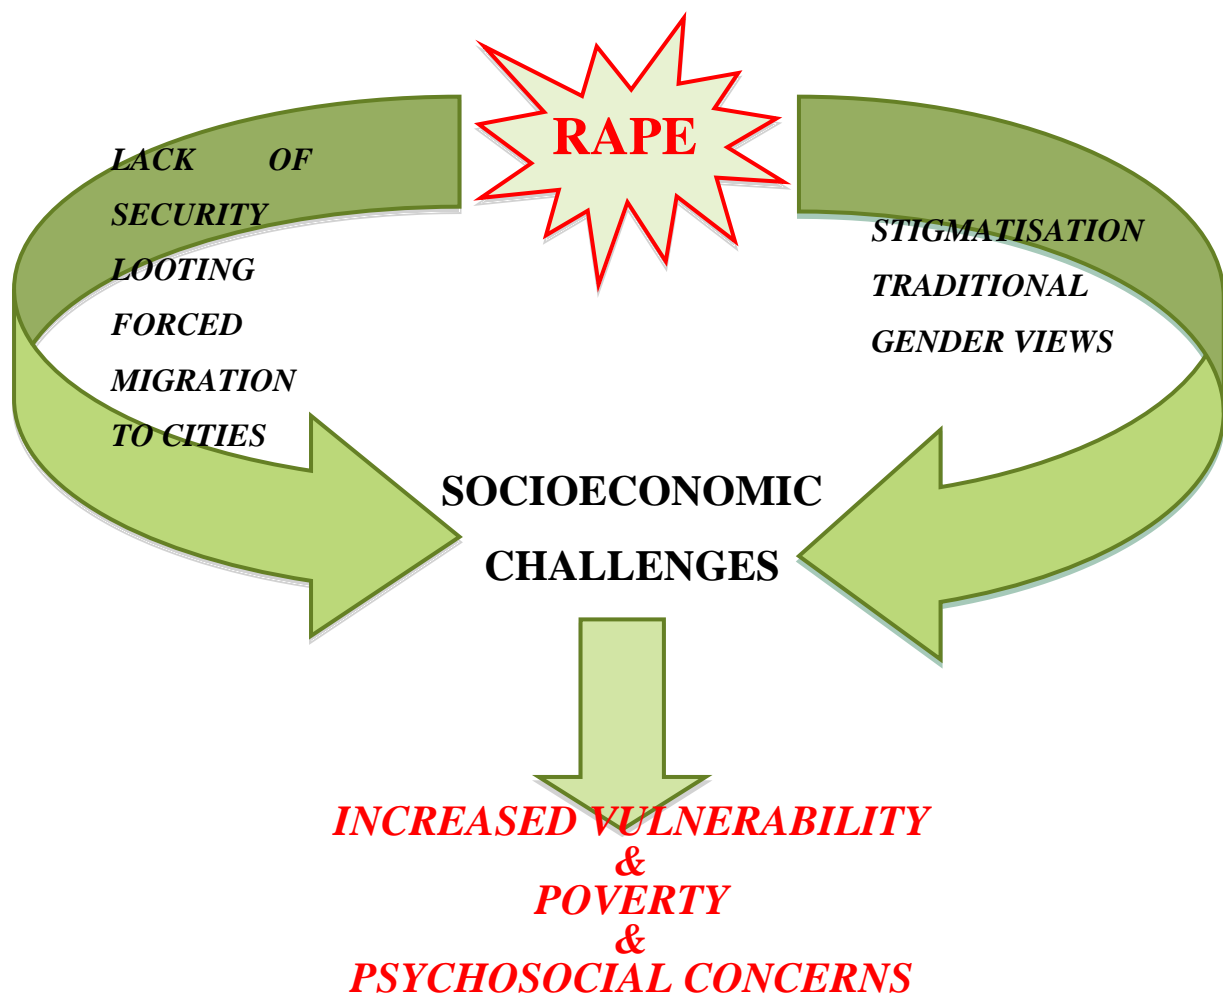 RAPE
LACK OF
SECURITY
LOOTING
FORCED
MIGRATION
TO CITIES
STIGMATISATION
TRADITIONAL
GENDER VIEWS
SOCIOECONOMIC
CHALLENGES
INCREASED VULNERABILITY
&
POVERTY
&
PSYCHOSOCIAL CONCERNS